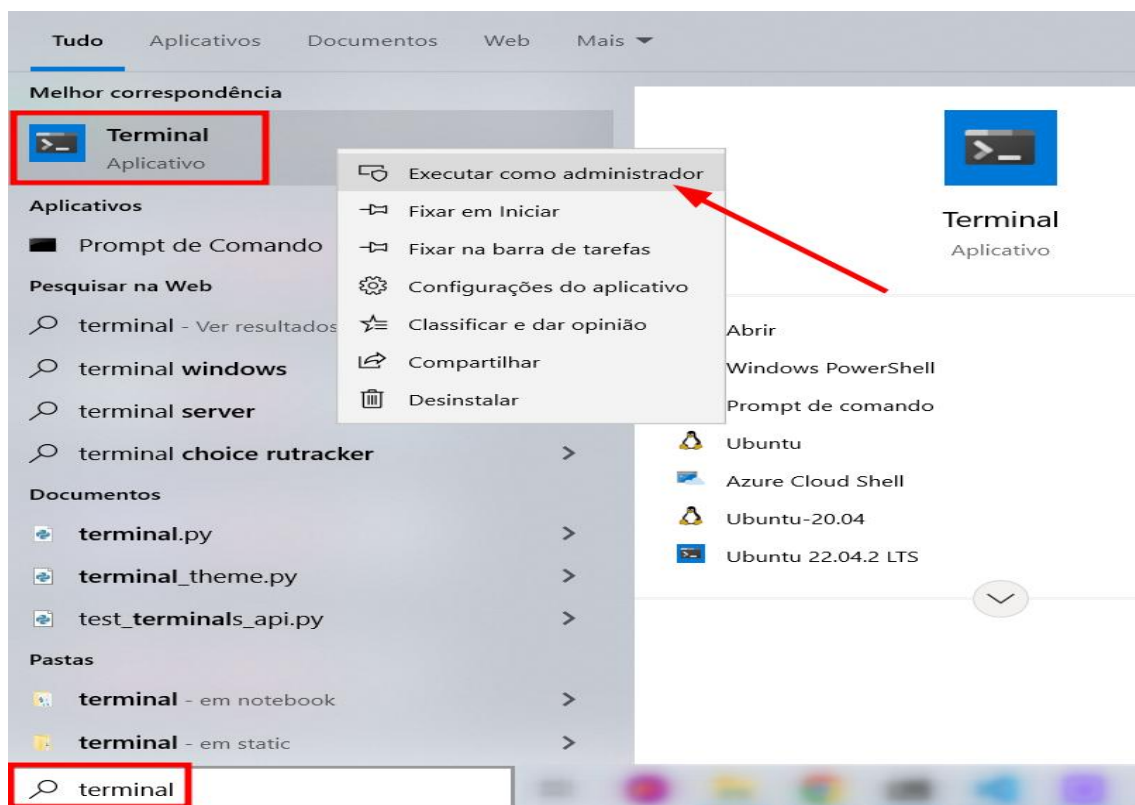 Tudo Aplicativos Documentos Web Mais
Melhor correspondência
Terminal
Aplicativo
Executar como administrador
Fixar em Iniciar
Fixar na barra de tarefas
Configurações do aplicativo
Classificar e dar opinião
Compartilhar
Desinstalar
Aplicativos
Prompt de Comando
Pesquisar na Web
terminal - Ver resultados
terminal windows
terminal server
terminal choice rutracker
Documentos
terminal.py
terminal_theme.py
test_terminals_api.py
Pastas
terminal - em notebook
terminal - em static
terminal
Terminal
Aplicativo
Abrir
Windows PowerShell
Prompt de comando
Ubuntu
Azure Cloud Shell
Ubuntu-20.04
Ubuntu 22.04.2 LTS